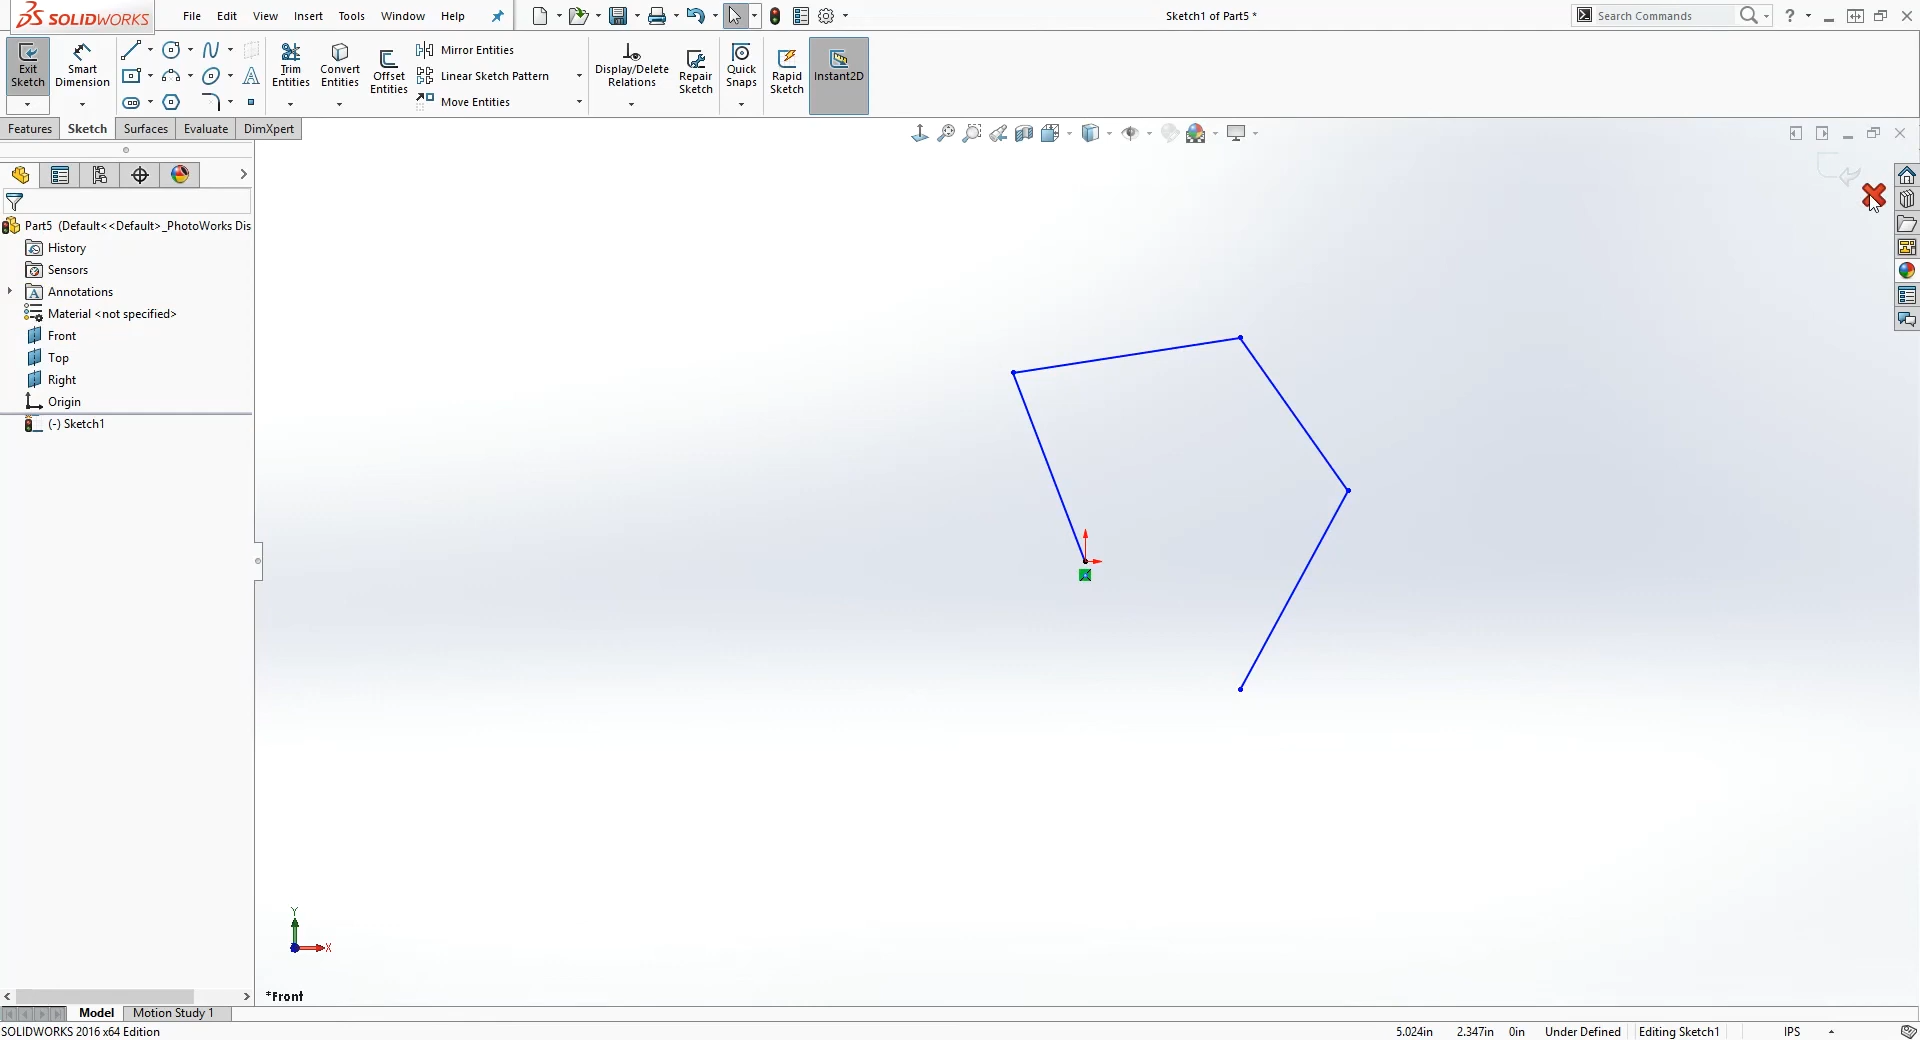 SOLIDWORKS File Edit View Insert Tools Window Help Sketch1 of Part5 * Search Commands ?
Exit Sketch
Smart Dimension
Trim Entities
Convert Entities
Offset Entities
Mirror Entities
Linear Sketch Pattern
Move Entities
Display/Delete Relations
Repair Sketch
Quick Snaps
Rapid Sketch
Instant2D
Features Sketch Surfaces Evaluate DimXpert
Part5 (Default<<Default>_PhotoWorks Dis
History
Sensors
Annotations
Material <not specified>
Front
Top
Right
Origin
(-) Sketch1
Y
X
*Front
Model Motion Study 1
SOLIDWORKS 2016 x64 Edition 5.024in 2.347in 0in Under Defined Editing Sketch1 IPS